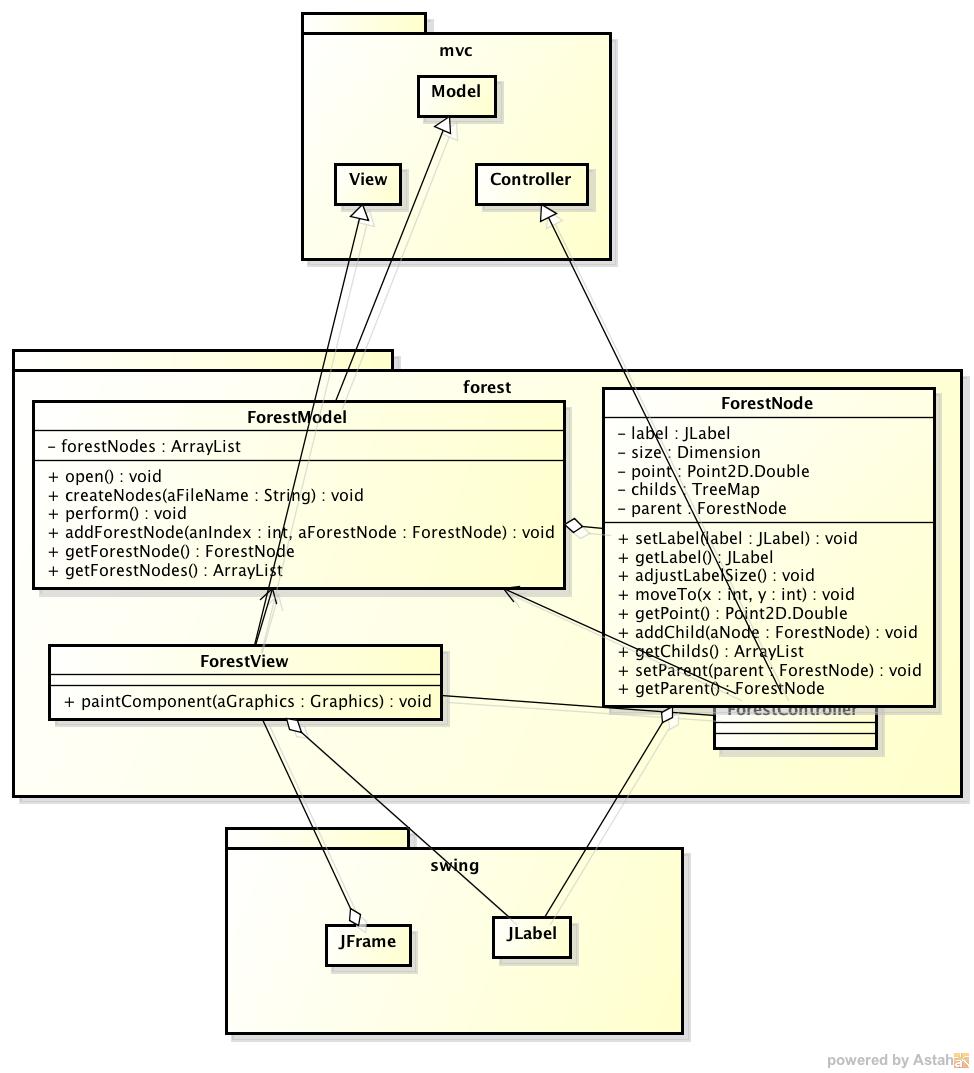 mvc
Model
View
Controller
forest
ForestModel
- forestNodes : ArrayList
+ open() : void
+ createNodes(aFileName : String) : void
+ perform() : void
+ addForestNode(anIndex : int, aForestNode : ForestNode) : void
+ getForestNode() : ForestNode
+ getForestNodes() : ArrayList
ForestNode
- label : JLabel
- size : Dimension
- point : Point2D.Double
- childs : TreeMap
- parent : ForestNode
+ setLabel(label : JLabel) : void
+ getLabel() : JLabel
+ adjustLabelSize() : void
+ moveTo(x : int, y : int) : void
+ getPoint() : Point2D.Double
+ addChild(aNode : ForestNode) : void
+ getChilds() : ArrayList
+ setParent(parent : ForestNode) : void
+ getParent() : ForestNode
ForestView
+ paintComponent(aGraphics : Graphics) : void
ForestController
swing
JFrame
JLabel
powered by Astah